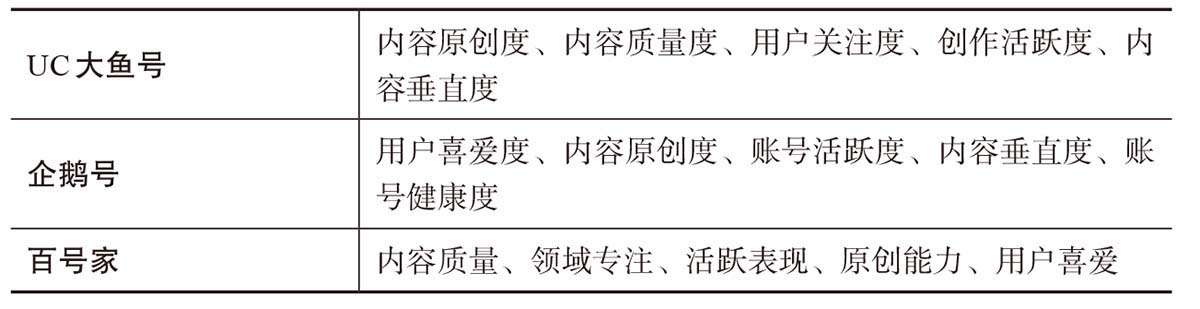 UC大鱼号
内容原创度、内容质量度、用户关注度、创作活跃度、内
容垂直度
企鹅号
用户喜爱度、内容原创度、账号活跃度、内容垂直度、账
号健康度
百号家
内容质量、领域专注、活跃表现、原创能力、用户喜爱